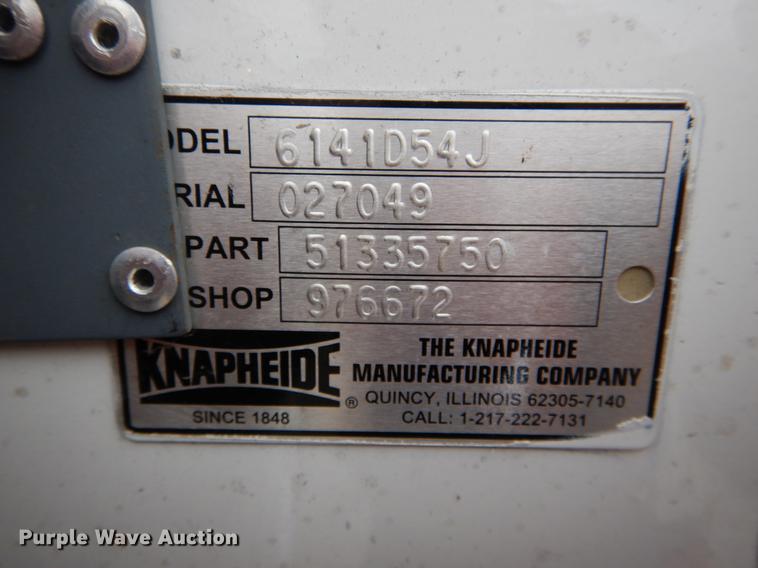 ODEL 6141D54J
RIAL 027049
PART 51335750
SHOP 976672
KNAPHEIDE ®
SINCE 1848
THE KNAPHEIDE
MANUFACTURING COMPANY
QUINCY, ILLINOIS 62305-7140
CALL: 1-217-222-7131
Purple Wave Auction